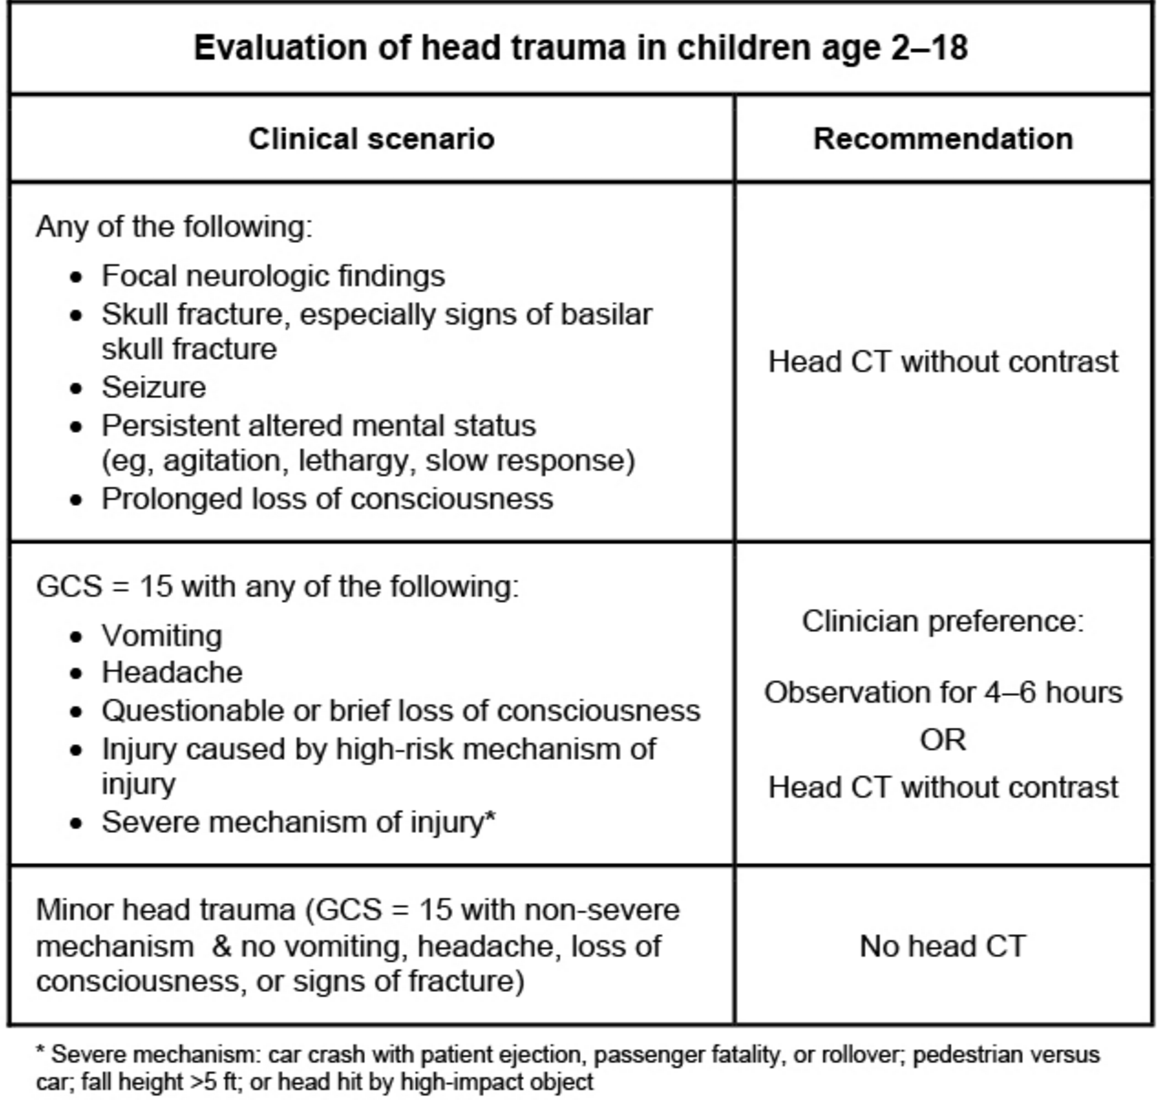 Evaluation of head trauma in children age 2–18
Clinical scenario
Recommendation
Any of the following:
• Focal neurologic findings
• Skull fracture, especially signs of basilar
skull fracture
• Seizure
• Persistent altered mental status
(eg, agitation, lethargy, slow response)
• Prolonged loss of consciousness
Head CT without contrast
GCS = 15 with any of the following:
• Vomiting
• Headache
• Questionable or brief loss of consciousness
• Injury caused by high-risk mechanism of
injury
• Severe mechanism of injury*
Clinician preference:
Observation for 4–6 hours
OR
Head CT without contrast
Minor head trauma (GCS = 15 with non-severe
mechanism & no vomiting, headache, loss of
consciousness, or signs of fracture)
No head CT
* Severe mechanism: car crash with patient ejection, passenger fatality, or rollover; pedestrian versus
car; fall height >5 ft; or head hit by high-impact object